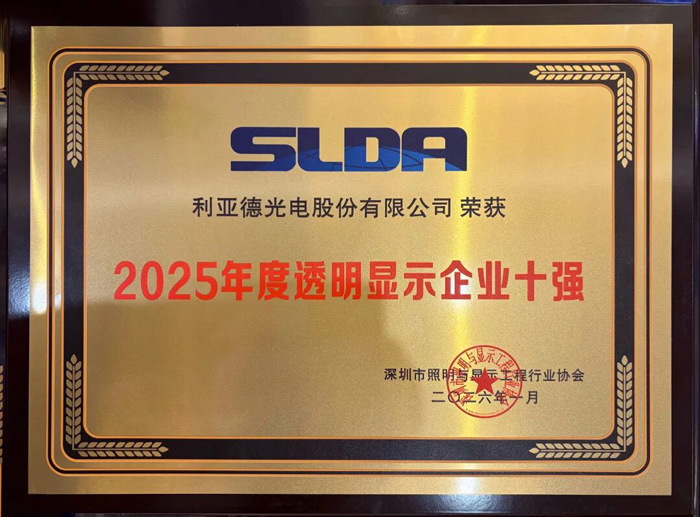 SLDA
利亚德光电股份有限公司 荣获
2025年度透明显示企业十强
深圳市照明与显示工程行业协会
二〇二六年一月